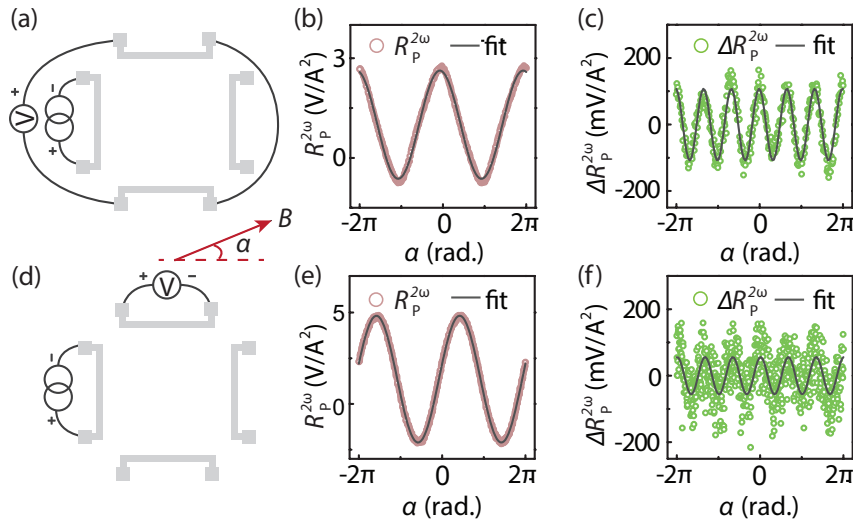 (a)
+
V
-
+
(b)
R_P^{2ω} fit
R_P^{2ω} (V/A²)
3
0
-2π 0 2π
α (rad.)
(c)
ΔR_P^{2ω} fit
ΔR_P^{2ω} (mV/A²)
200
0
-200
-2π 0 2π
α (rad.)
B
α
(d)
+ V -
-
+
(e)
R_P^{2ω} fit
R_P^{2ω} (V/A²)
5
0
-2π 0 2π
α (rad.)
(f)
ΔR_P^{2ω} fit
ΔR_P^{2ω} (mV/A²)
200
0
-200
-2π 0 2π
α (rad.)